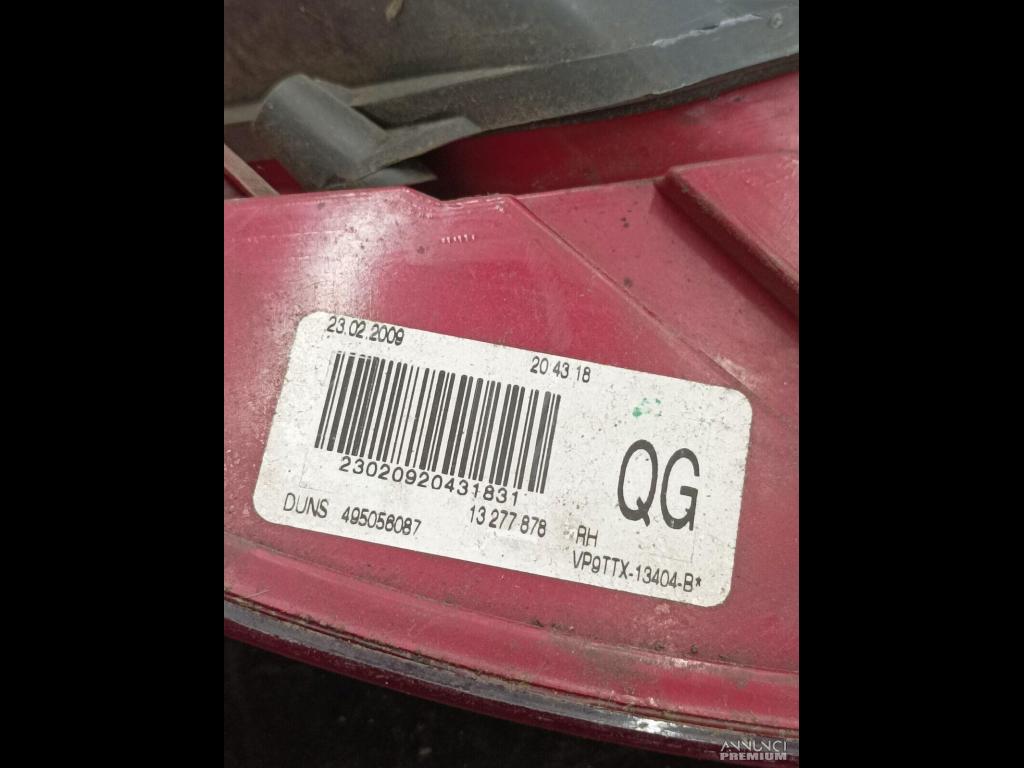 23.02.2009
20 43 18
23020920431831
DUNS 495056087
13 277 878
QG
RH
VP9TTX-13404-B*
ANNUNCI
PREMIUM